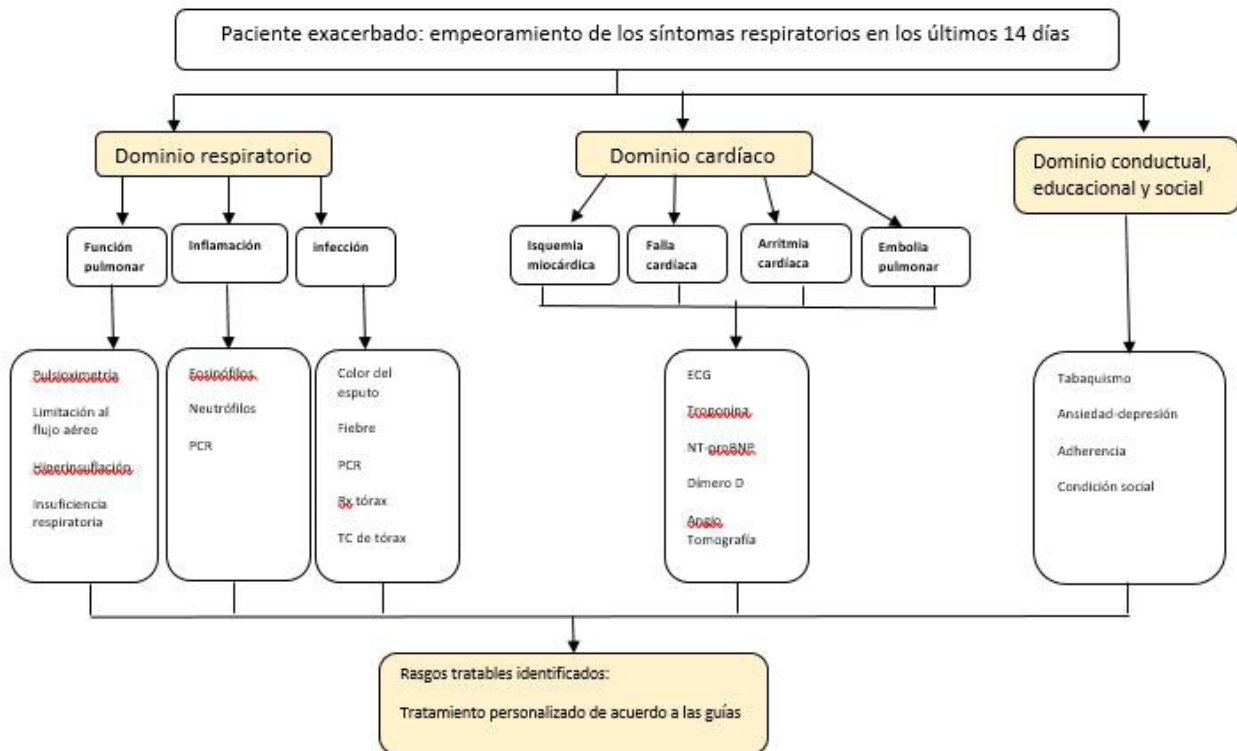 Paciente exacerbado: empeoramiento de los síntomas respiratorios en los últimos 14 días
Dominio respiratorio
Dominio cardíaco
Dominio conductual,
educacional y social
Función
pulmonar
Inflamación
infección
Isquemia
miocárdica
Falla
cardíaca
Arritmia
cardíaca
Embolia
pulmonar
Pulsioximetría
Limitación al
flujo aéreo
Hiperinsuflación
Insuficiencia
respiratoria
Eosinófilos
Neutrófilos
PCR
Color del
esputo
Fiebre
PCR
Rx tórax
TC de tórax
ECG
Troponina
NT-proBNP
Dímero D
Angio
Tomografía
Tabaquismo
Ansiedad-depresión
Adherencia
Condición social
Rasgos tratables identificados:
Tratamiento personalizado de acuerdo a las guías